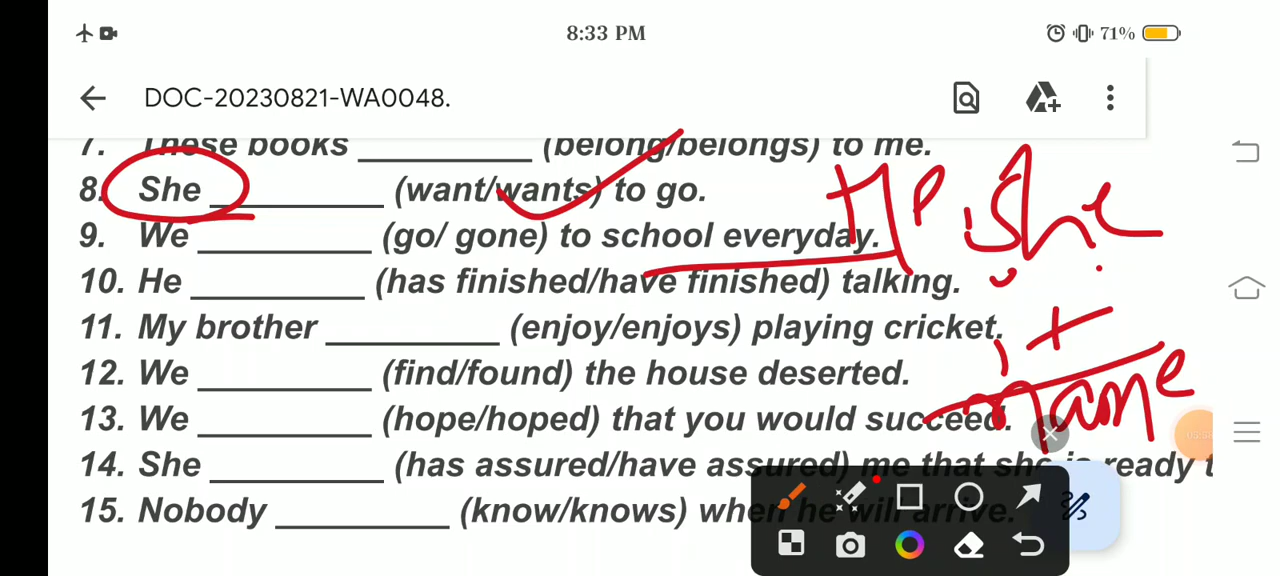 8:33 PM
71%
DOC-20230821-WA0048.
7. These books __________ (belong/belongs) to me.
8. She __________ (want/wants) to go.
9. We __________ (go/ gone) to school everyday.
10. He __________ (has finished/have finished) talking.
11. My brother __________ (enjoy/enjoys) playing cricket.
12. We __________ (find/found) the house deserted.
13. We __________ (hope/hoped) that you would succeed.
14. She __________ (has assured/have assured) me that she is ready t
15. Nobody __________ (know/knows) when he will arrive.
He, she
it
name